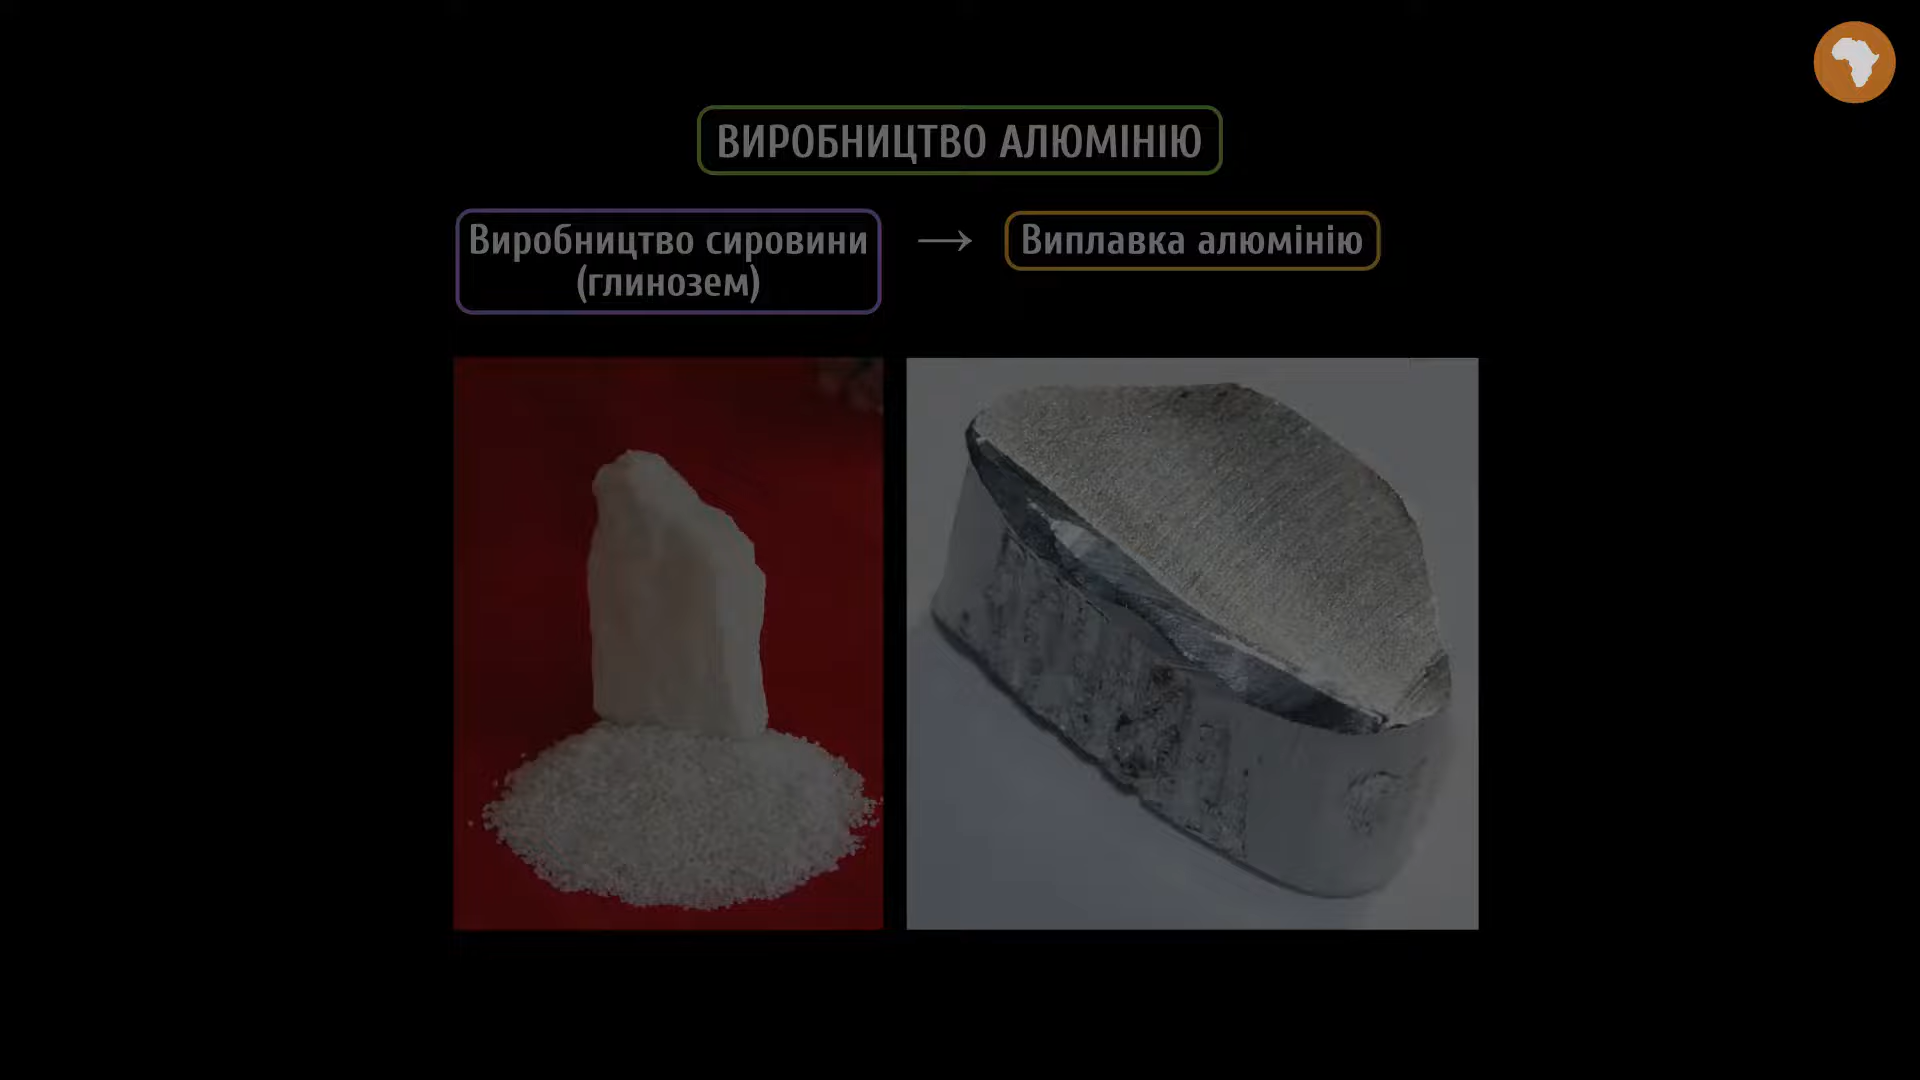 ВИРОБНИЦТВО АЛЮМІНІЮ
Виробництво сировини
(глинозем)
→ Виплавка алюмінію